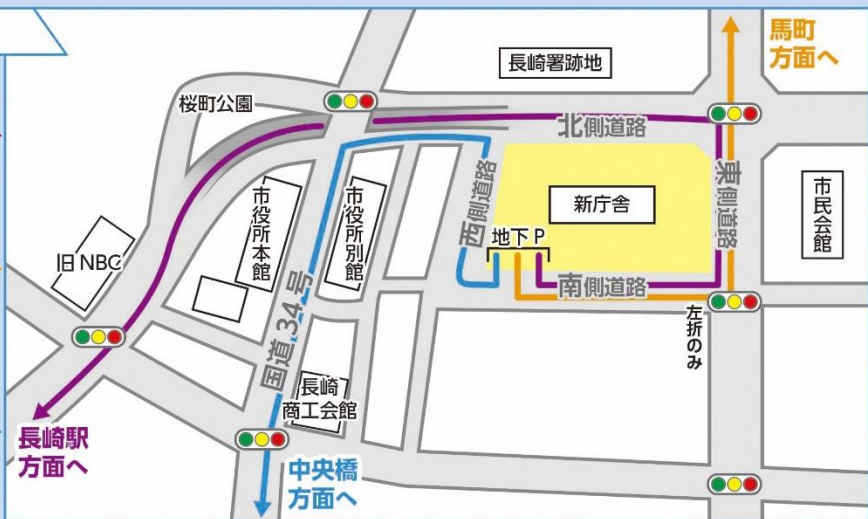 馬町
方面へ
長崎署跡地
桜町公園
北側道路
東側道路
市民会館
新庁舎
西側道路
地下P
南側道路
左折のみ
市役所本館
市役所別館
旧NBC
国道34号
長崎
商工会館
長崎駅
方面へ
中央橋
方面へ